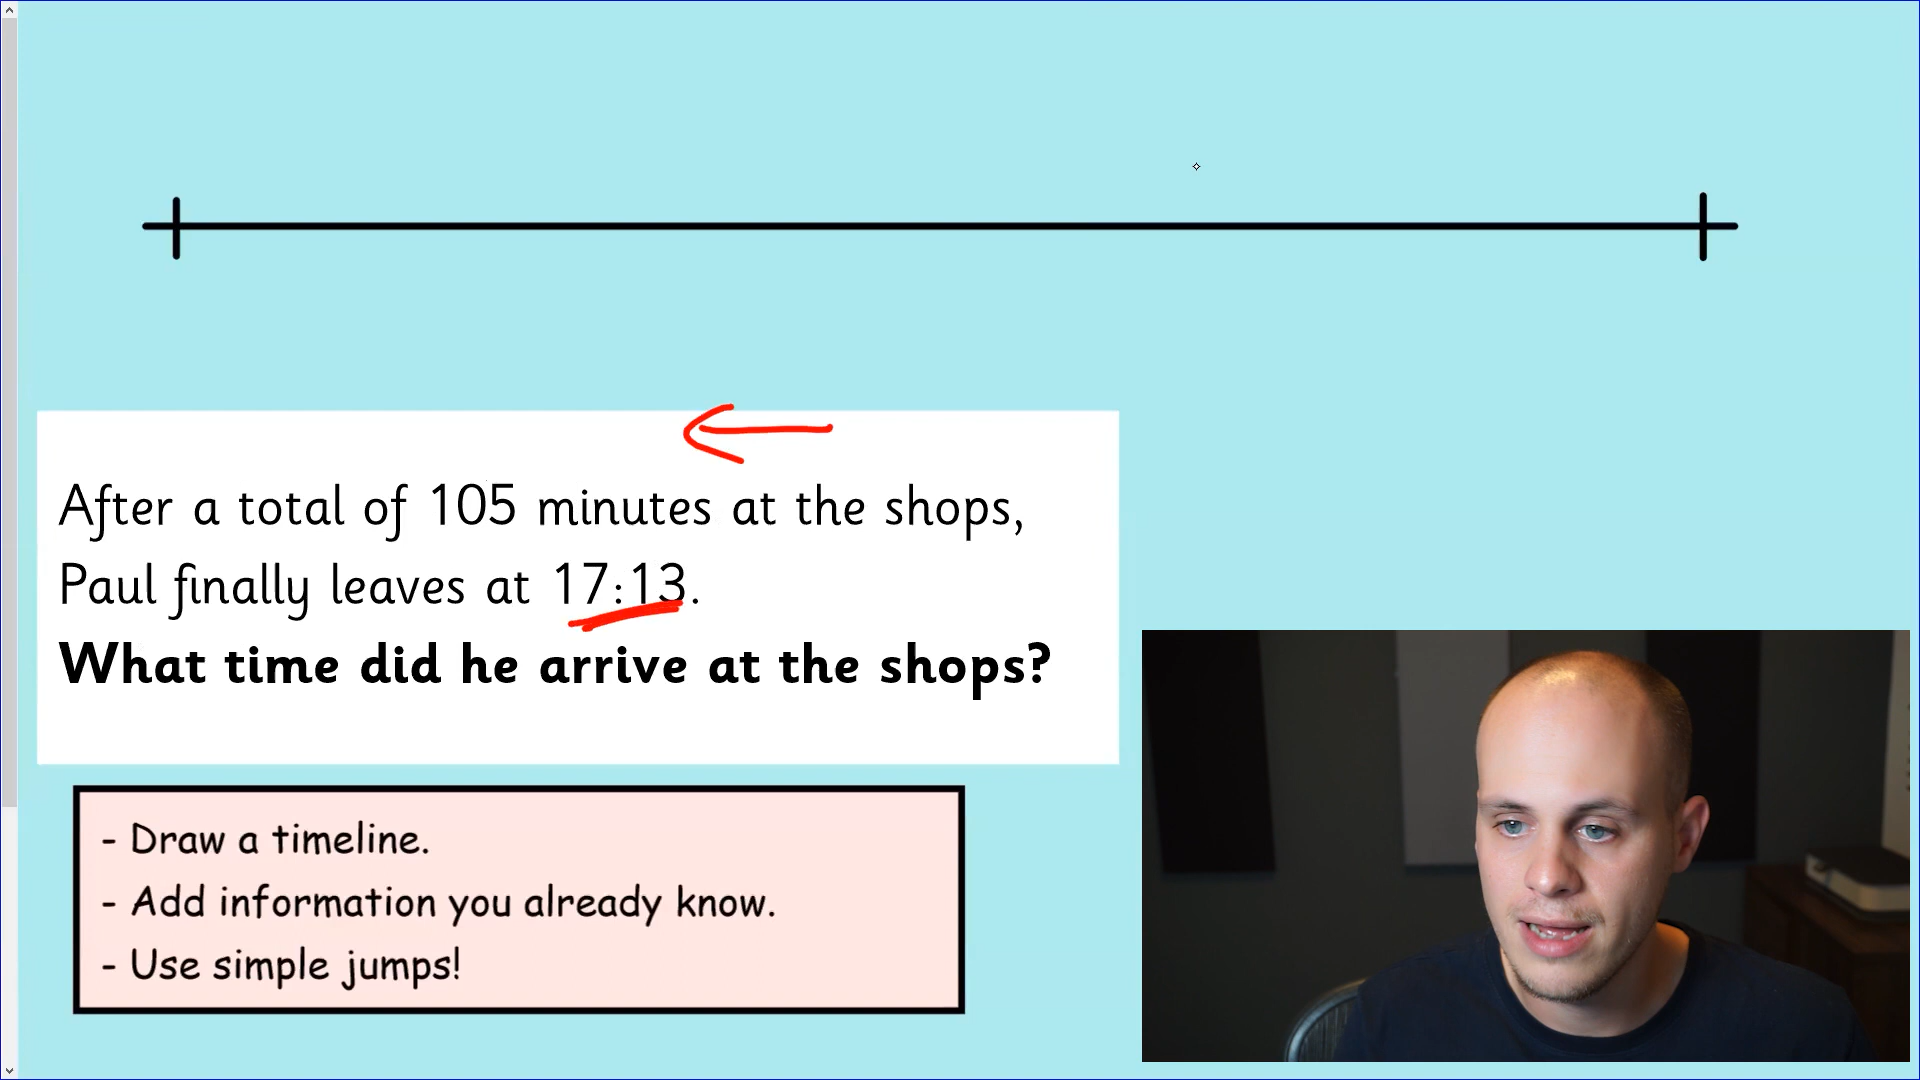 After a total of 105 minutes at the shops,
Paul finally leaves at 17:13.
What time did he arrive at the shops?
- Draw a timeline.
- Add information you already know.
- Use simple jumps!